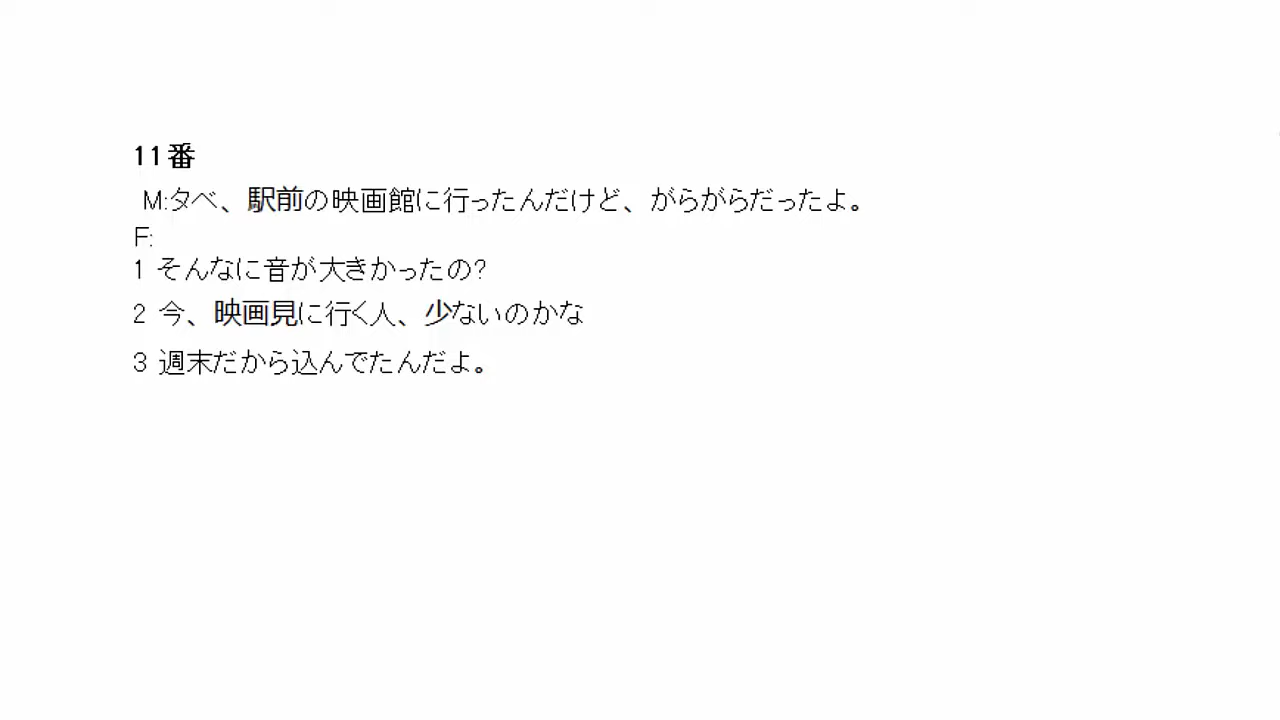 11番
M:夕べ、駅前の映画館に行ったんだけど、がらがらだったよ。
F:
1 そんなに音が大きかったの?
2 今、映画見に行く人、少ないのかな
3 週末だから込んでたんだよ。